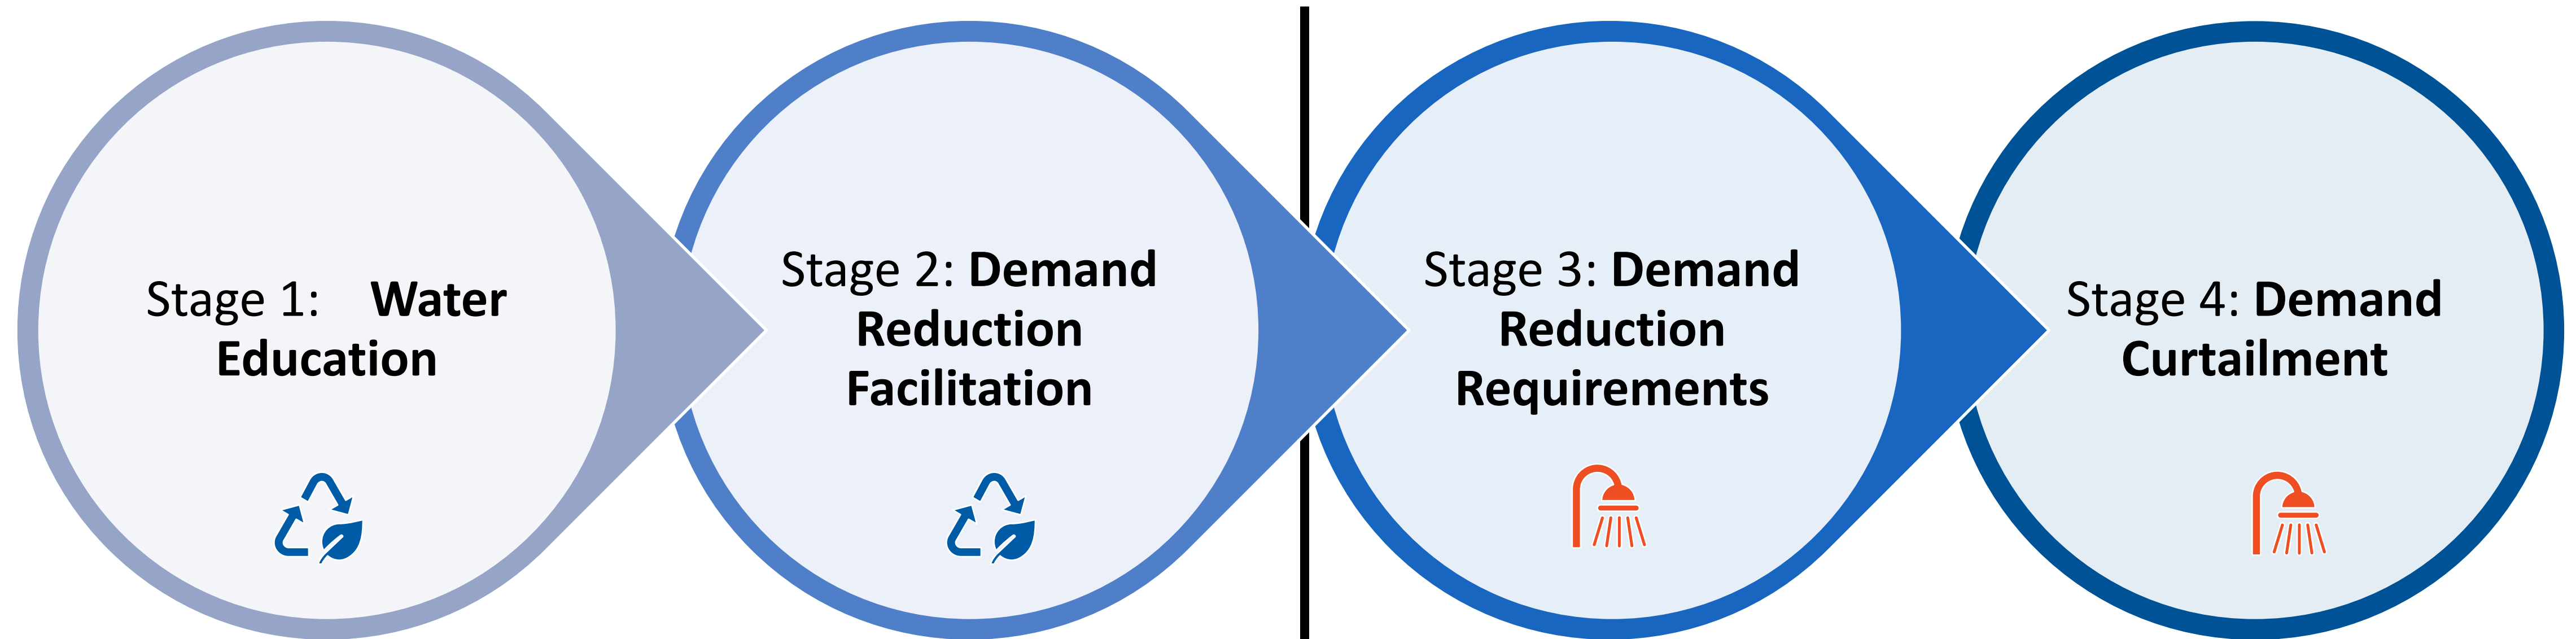 Stage 1: Water
Education
Stage 2: Demand
Reduction
Facilitation
Stage 3: Demand
Reduction
Requirements
Stage 4: Demand
Curtailment